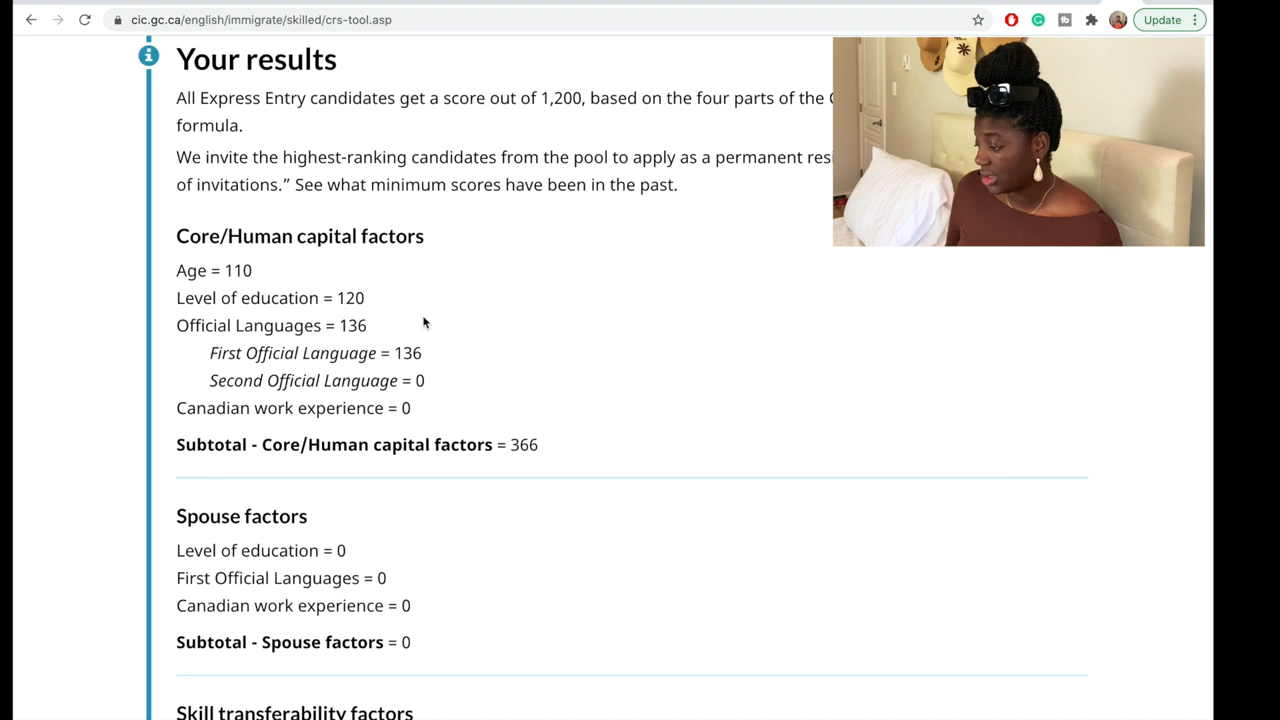 cic.gc.ca/english/immigrate/skilled/crs-tool.asp
Update
Your results
All Express Entry candidates get a score out of 1,200, based on the four parts of the
formula.
We invite the highest-ranking candidates from the pool to apply as a permanent
of invitations.” See what minimum scores have been in the past.
Core/Human capital factors
Age = 110
Level of education = 120
Official Languages = 136
First Official Language = 136
Second Official Language = 0
Canadian work experience = 0
Subtotal - Core/Human capital factors = 366
Spouse factors
Level of education = 0
First Official Languages = 0
Canadian work experience = 0
Subtotal - Spouse factors = 0
Skill transferability factors